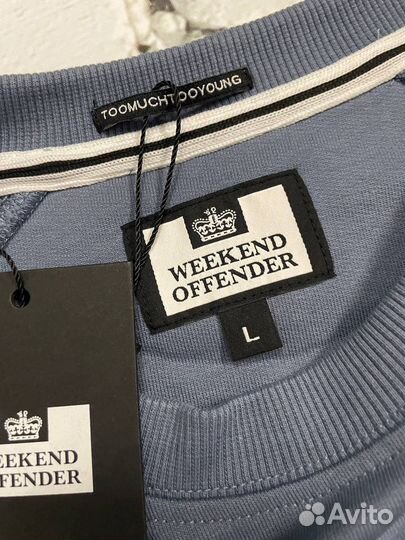 TOOMUCHTOOYOUNG
WEEKEND
OFFENDER
L
WEEKEND
OFFENDER
Avito